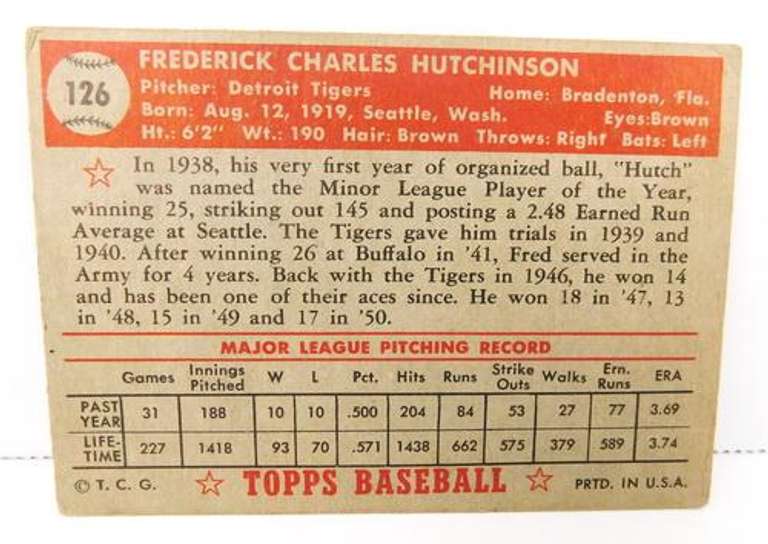 126
FREDERICK CHARLES HUTCHINSON
Pitcher: Detroit Tigers Home: Bradenton, Fla.
Born: Aug. 12, 1919, Seattle, Wash. Eyes:Brown
Ht.: 6'2" Wt.: 190 Hair: Brown Throws: Right Bats: Left
In 1938, his very first year of organized ball, "Hutch"
was named the Minor League Player of the Year,
winning 25, striking out 145 and posting a 2.48 Earned Run
Average at Seattle. The Tigers gave him trials in 1939 and
1940. After winning 26 at Buffalo in '41, Fred served in the
Army for 4 years. Back with the Tigers in 1946, he won 14
and has been one of their aces since. He won 18 in '47, 13
in '48, 15 in '49 and 17 in '50.
MAJOR LEAGUE PITCHING RECORD
Games Innings Pitched W L Pct. Hits Runs Strike Outs Walks Ern. Runs ERA
PAST YEAR 31 188 10 10 .500 204 84 53 27 77 3.69
LIFE-TIME 227 1418 93 70 .571 1438 662 575 379 589 3.74
© T. C. G. TOPPS BASEBALL PRTD. IN U.S.A.